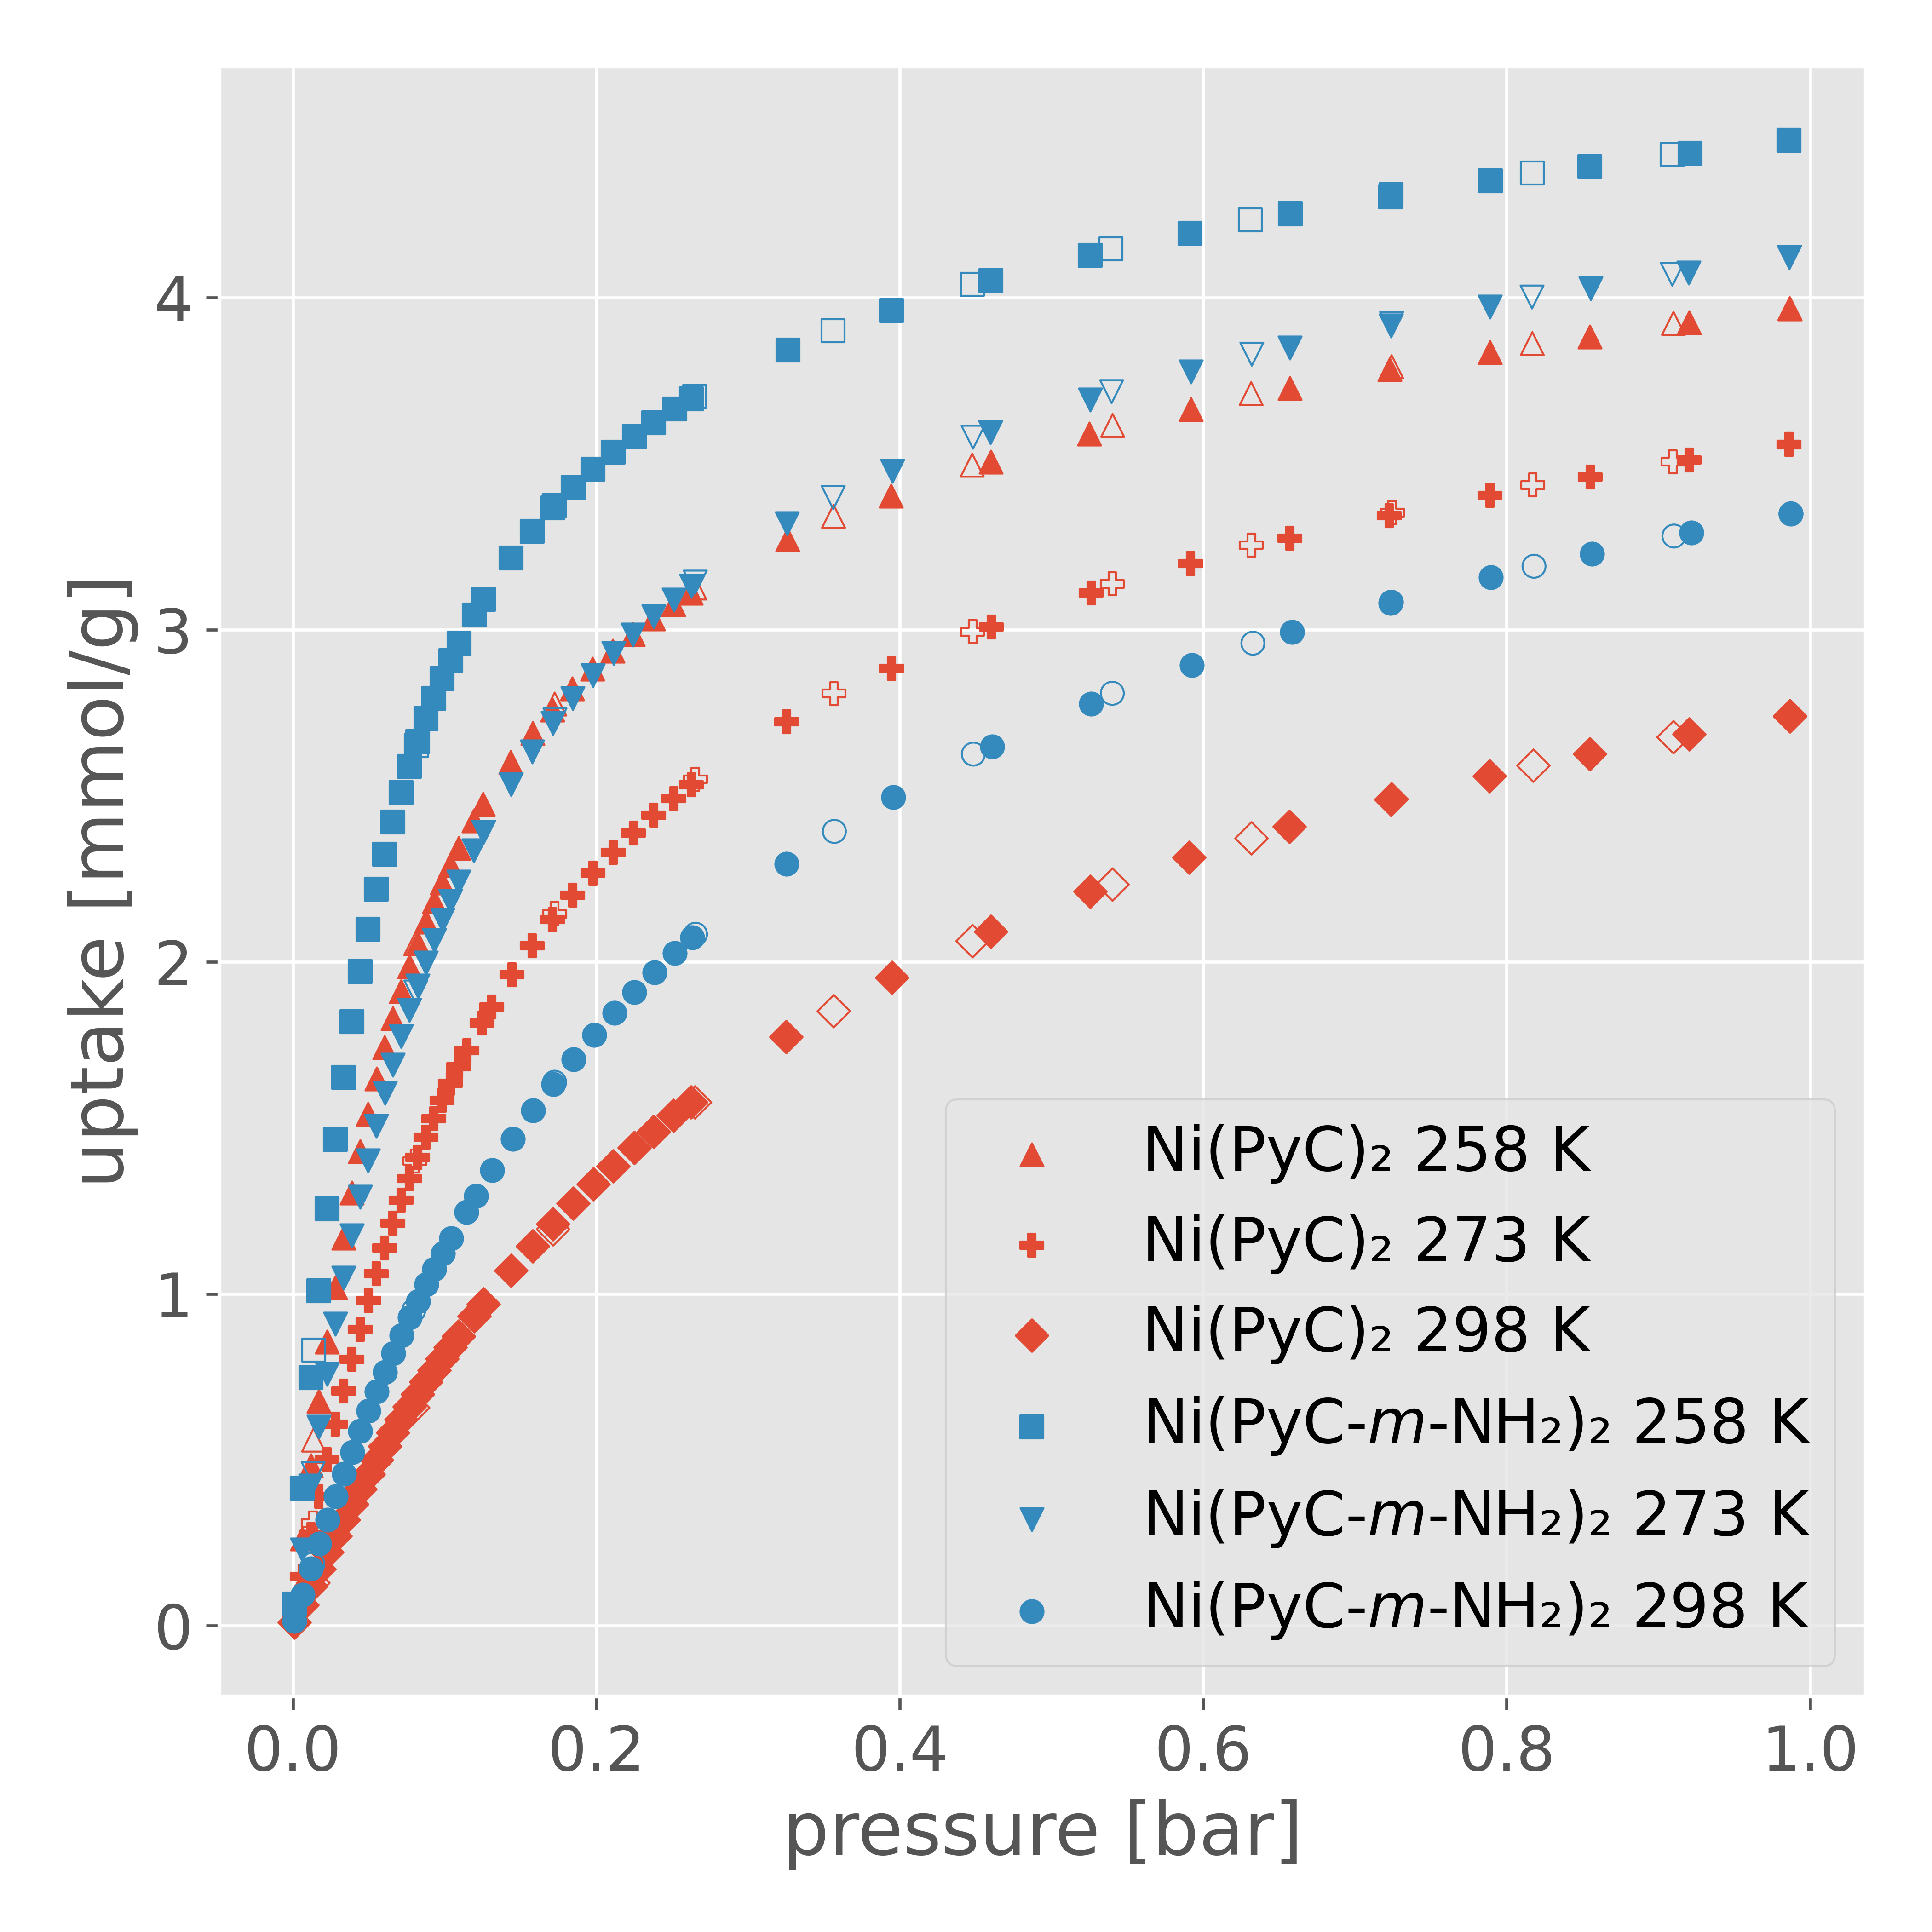 uptake [mmol/g]
4
3
2
1
0
Ni(PyC)₂ 258 K
Ni(PyC)₂ 273 K
Ni(PyC)₂ 298 K
Ni(PyC-m-NH₂)₂ 258 K
Ni(PyC-m-NH₂)₂ 273 K
Ni(PyC-m-NH₂)₂ 298 K
0.0 0.2 0.4 0.6 0.8 1.0
pressure [bar]